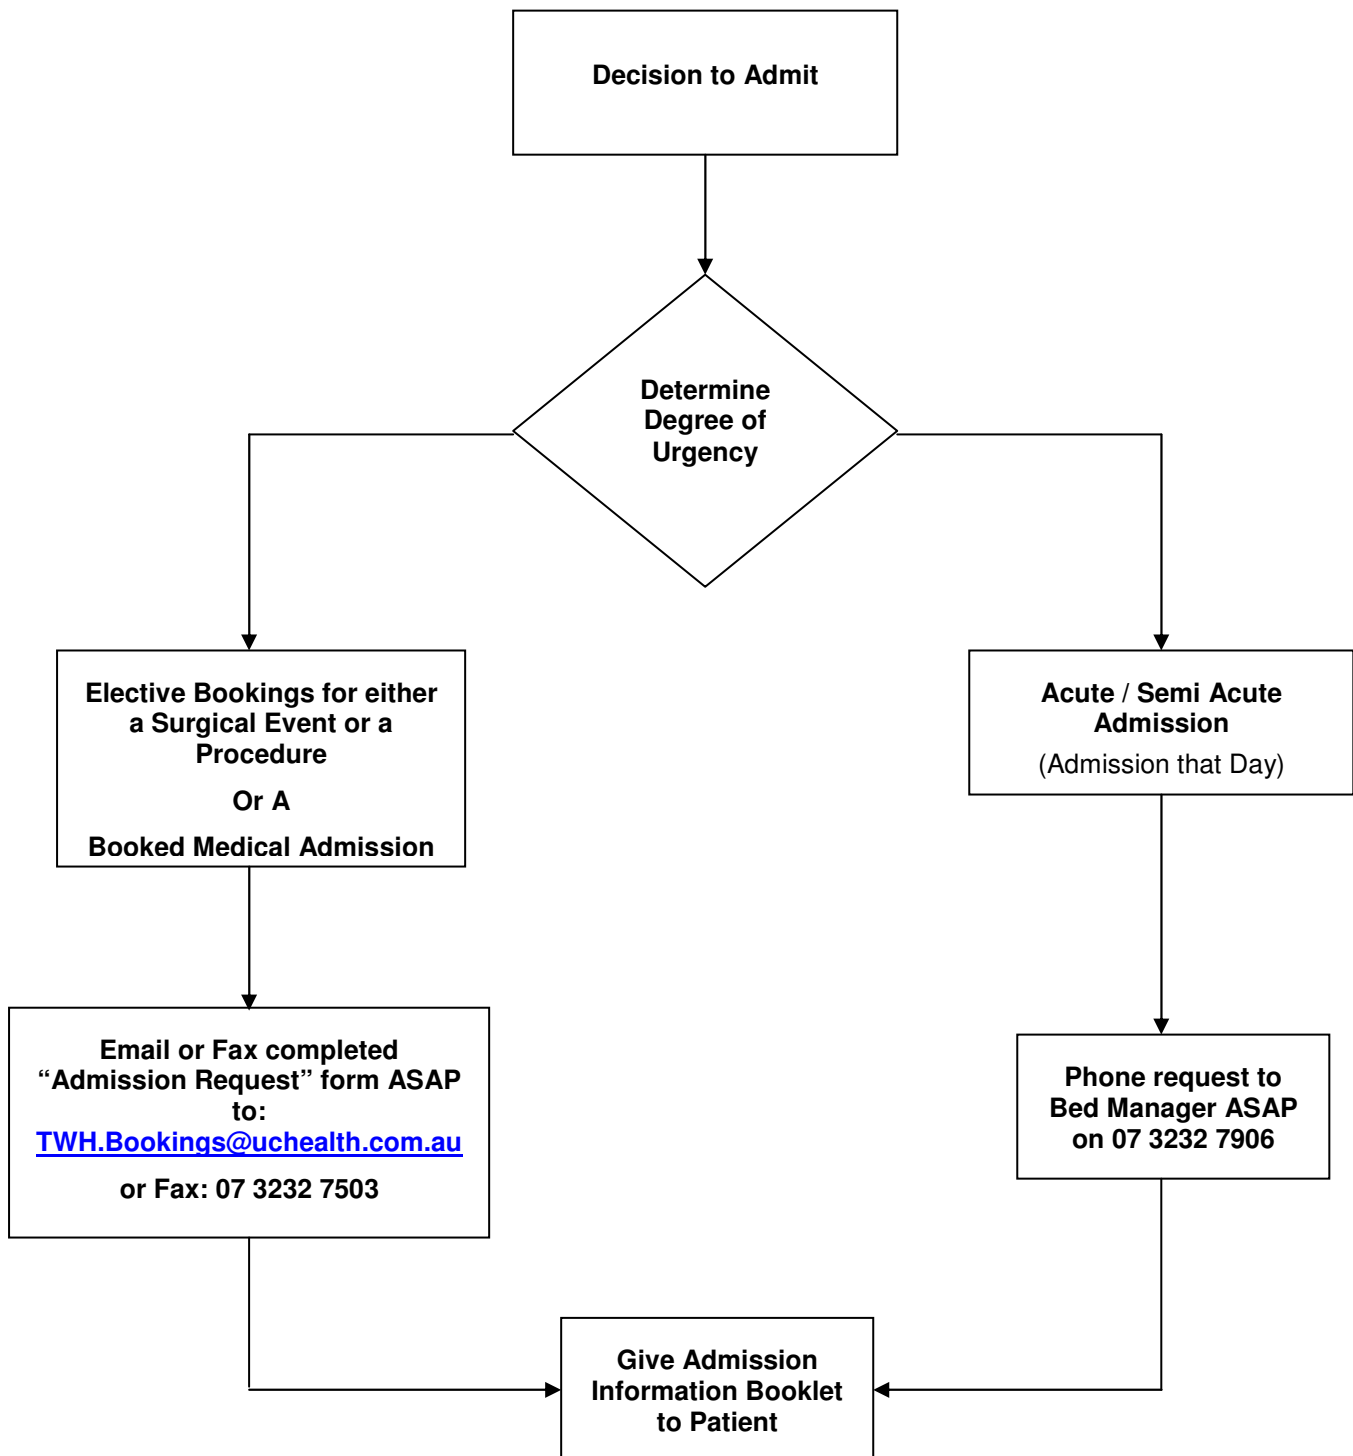 Decision to Admit
Determine
Degree of
Urgency
Elective Bookings for either
a Surgical Event or a
Procedure
Or A
Booked Medical Admission
Acute / Semi Acute
Admission
(Admission that Day)
Email or Fax completed
“Admission Request” form ASAP
to:
TWH.Bookings@uchealth.com.au
or Fax: 07 3232 7503
Phone request to
Bed Manager ASAP
on 07 3232 7906
Give Admission
Information Booklet
to Patient